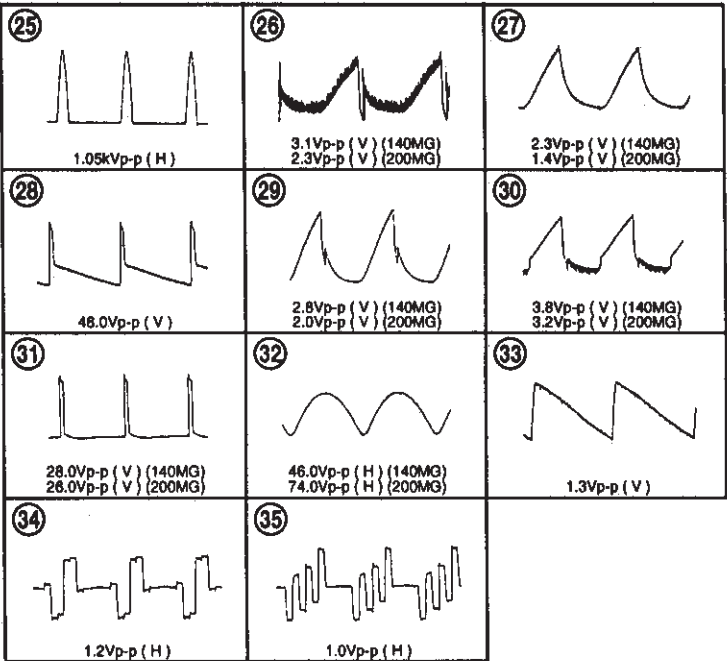 25
1.05kVp-p ( H )
26
3.1Vp-p ( V ) (140MG)
2.3Vp-p ( V ) (200MG)
27
2.3Vp-p ( V ) (140MG)
1.4Vp-p ( V ) (200MG)
28
46.0Vp-p ( V )
29
2.8Vp-p ( V ) (140MG)
2.0Vp-p ( V ) (200MG)
30
3.8Vp-p ( V ) (140MG)
3.2Vp-p ( V ) (200MG)
31
28.0Vp-p ( V ) (140MG)
26.0Vp-p ( V ) (200MG)
32
46.0Vp-p ( H ) (140MG)
74.0Vp-p ( H ) (200MG)
33
1.3Vp-p ( V )
34
1.2Vp-p ( H )
35
1.0Vp-p ( H )